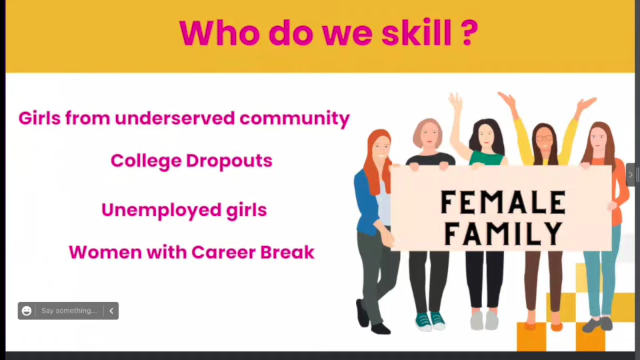 Who do we skill ?
Girls from underserved community
College Dropouts
Unemployed girls
Women with Career Break
FEMALE
FAMILY
Say something...